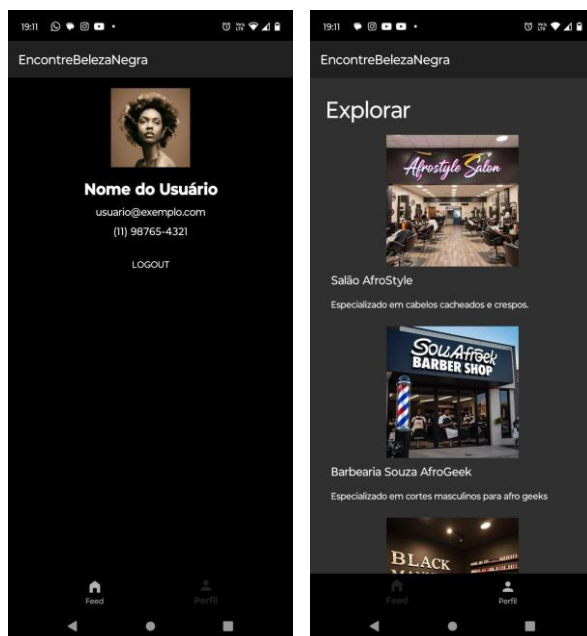 19:11
VoLTE
EncontreBelezaNegra
Nome do Usuário
usuario@exemplo.com
(11) 98765-4321
LOGOUT
Feed
Perfil
19:11
VoLTE
EncontreBelezaNegra
Explorar
Afrostyle Salon
Salão AfroStyle
Especializado em cabelos cacheados e crespos.
BARBER SHOP
Barbearia Souza AfroGeek
Especializado em cortes masculinos para afro geeks
BLACK
Feed
Perfil